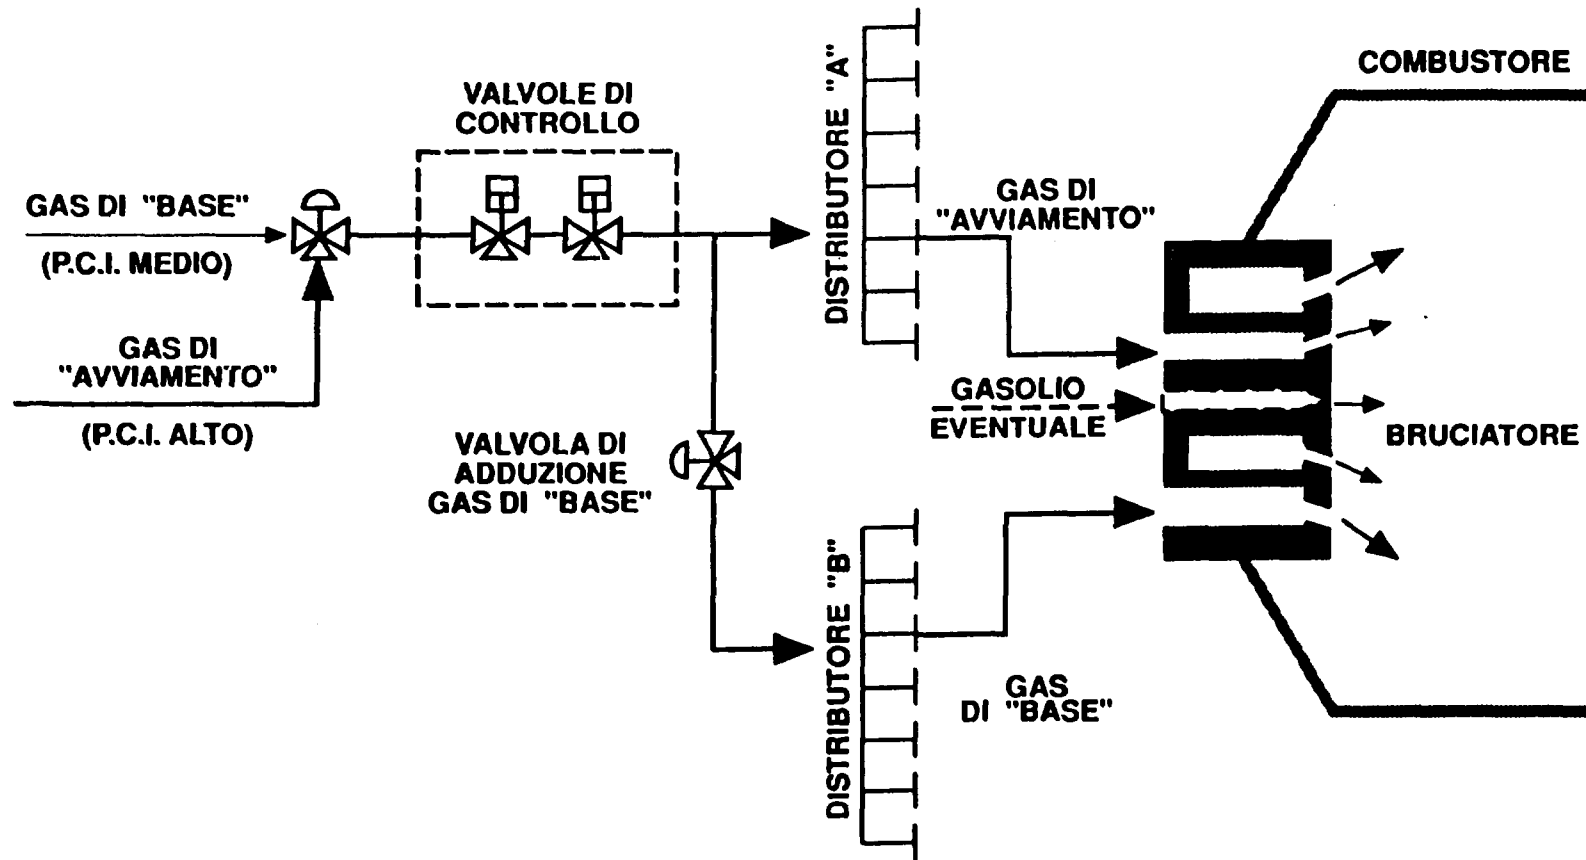 COMBUSTORE
VALVOLE DI
CONTROLLO
DISTRIBUTORE "A"
GAS DI "BASE"
(P.C.I. MEDIO)
GAS DI
"AVVIAMENTO"
GAS DI
"AVVIAMENTO"
(P.C.I. ALTO)
GASOLIO
EVENTUALE
BRUCIATORE
VALVOLA DI
ADDUZIONE
GAS DI "BASE"
DISTRIBUTORE "B"
GAS
DI "BASE"